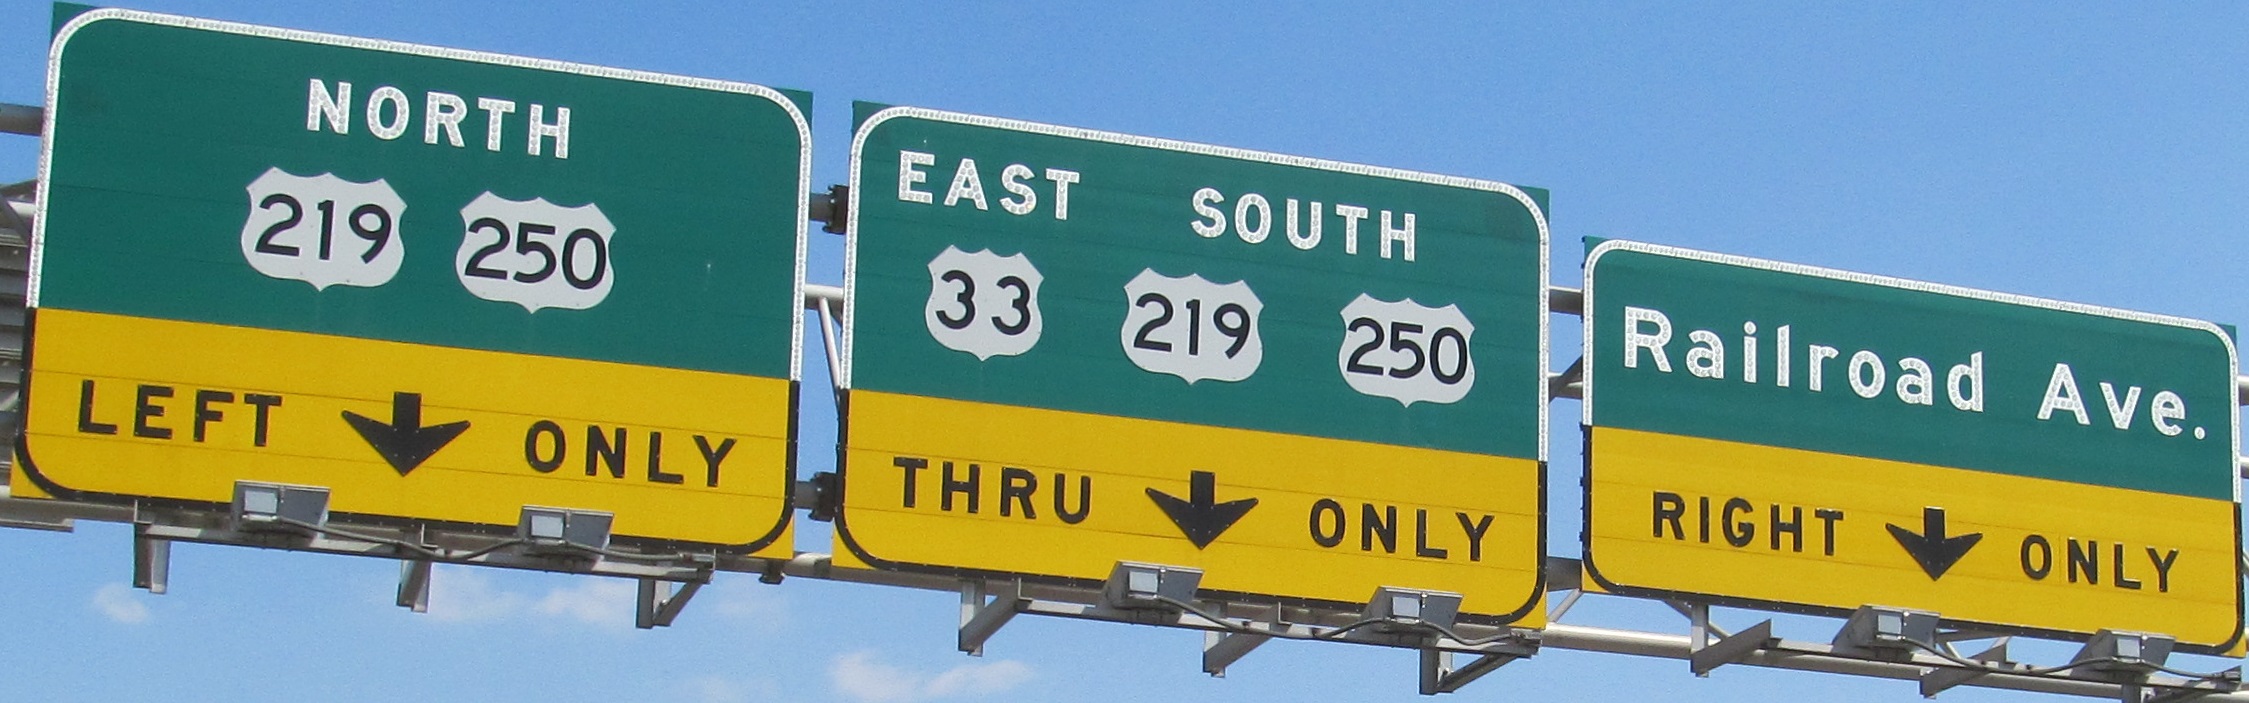 NORTH
219 250
LEFT ONLY
EAST SOUTH
33 219 250
THRU ONLY
Railroad Ave.
RIGHT ONLY